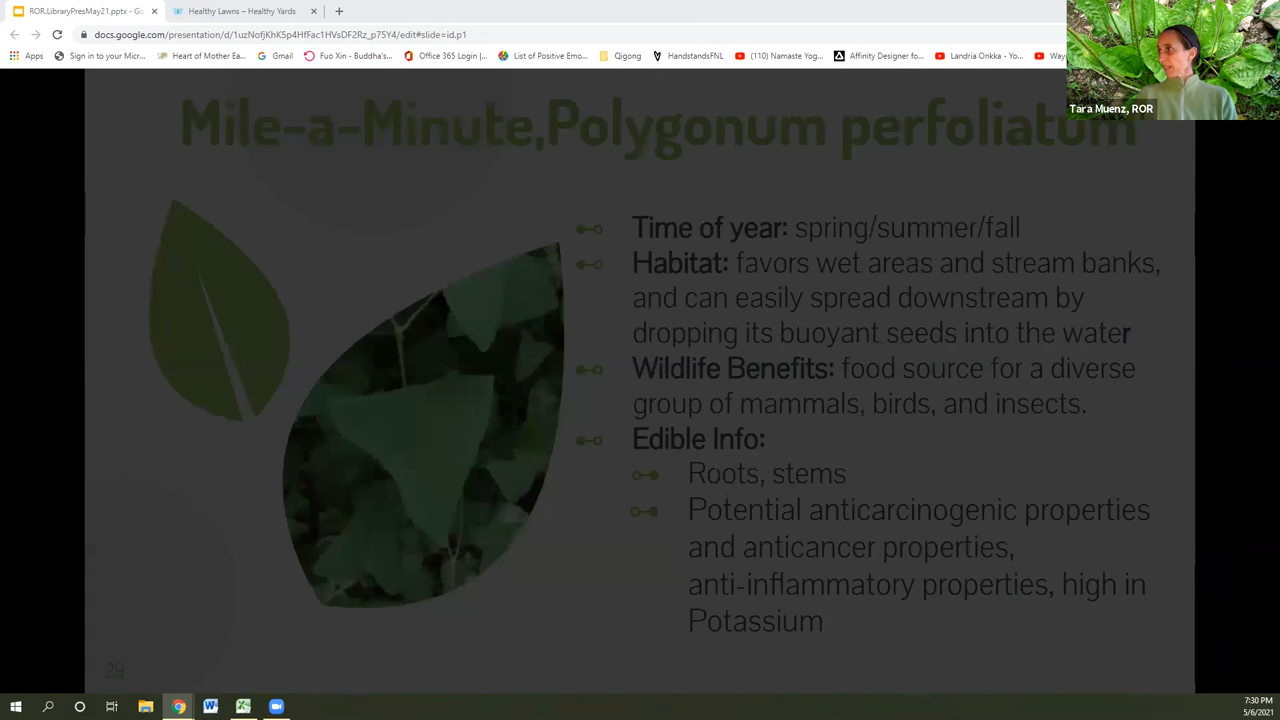 ROR.LibraryPresMay21.pptx - Go
Healthy Lawns – Healthy Yards
docs.google.com/presentation/d/1uzNofjKhK5p4HfFac1HVsDF2Rz_p75Y4/edit#slide=id.p1
Apps
Sign in to your Micr...
Heart of Mother Ea...
Gmail
Fuo Xin - Buddha's...
Office 365 Login |...
List of Positive Emo...
Qigong
HandstandsFNL
(110) Namaste Yog...
Affinity Designer fo...
Landria Onkka - Yo...
Way
Tara Muenz, ROR
Mile-a-Minute,Polygonum perfoliatum
Time of year: spring/summer/fall
Habitat: favors wet areas and stream banks,
and can easily spread downstream by
dropping its buoyant seeds into the water
Wildlife Benefits: food source for a diverse
group of mammals, birds, and insects.
Edible Info:
Roots, stems
Potential anticarcinogenic properties
and anticancer properties,
anti-inflammatory properties, high in
Potassium
29
7:30 PM
5/6/2021